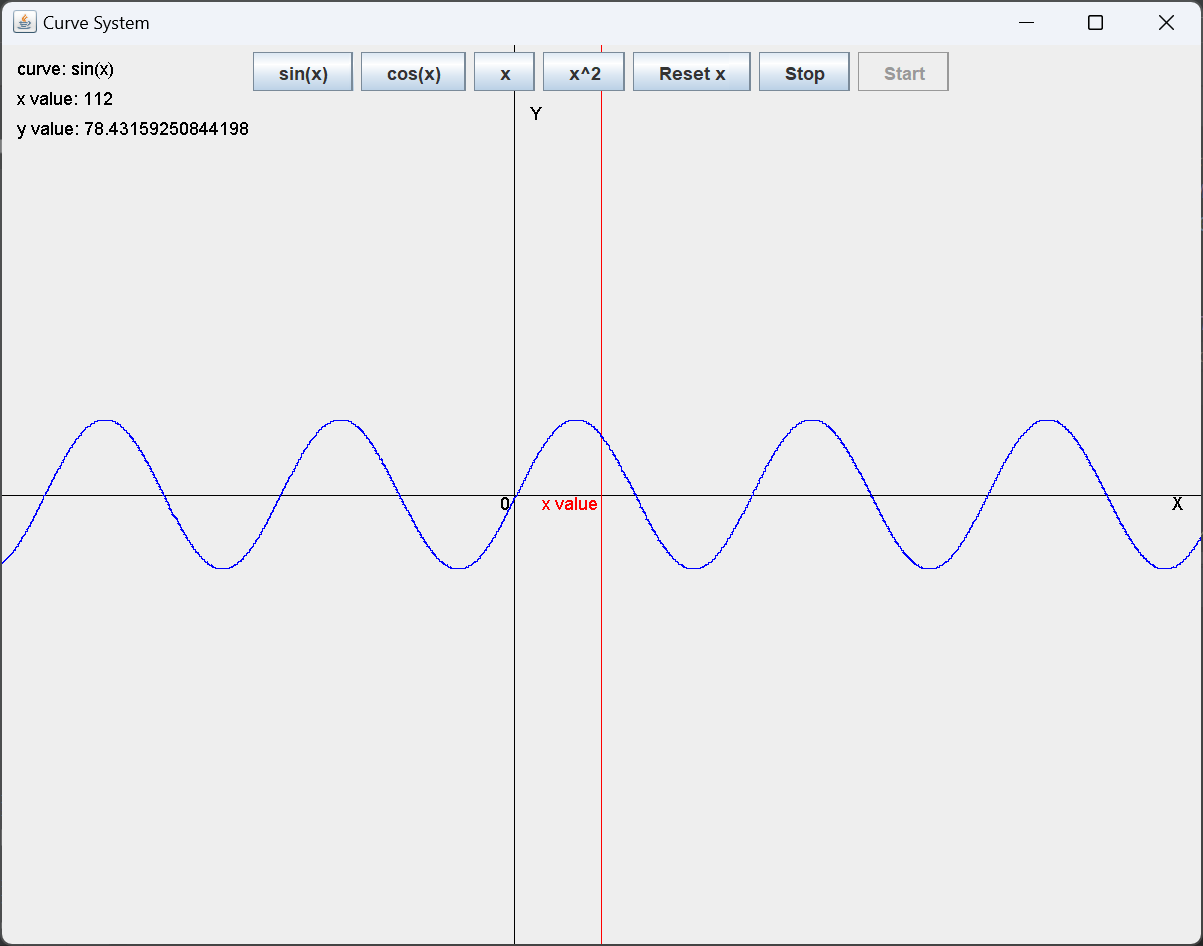 Curve System
curve: sin(x)
x value: 112
y value: 78.43159250844198
sin(x) cos(x) x x^2 Reset x Stop Start
Y
0 x value X